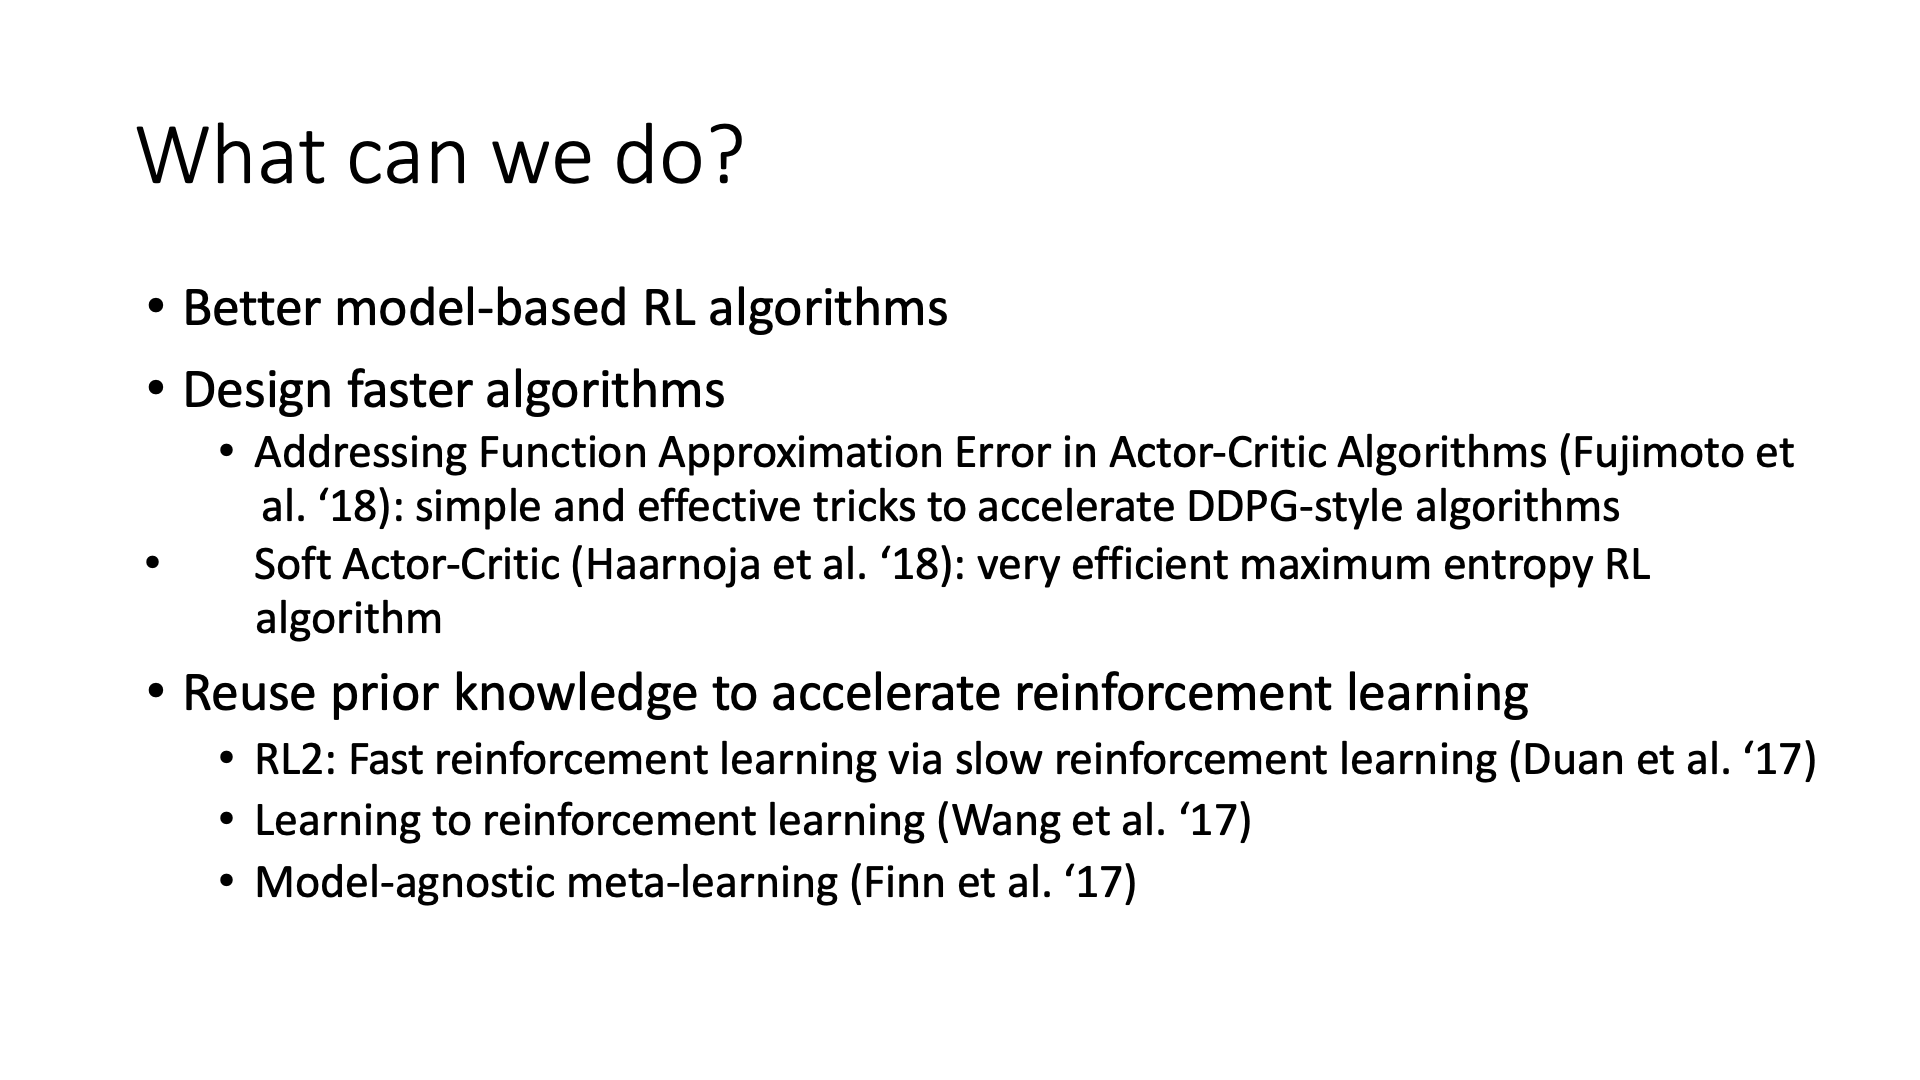 What can we do?
• Better model-based RL algorithms
• Design faster algorithms
• Addressing Function Approximation Error in Actor-Critic Algorithms (Fujimoto et
al. ‘18): simple and effective tricks to accelerate DDPG-style algorithms
• Soft Actor-Critic (Haarnoja et al. ‘18): very efficient maximum entropy RL
algorithm
• Reuse prior knowledge to accelerate reinforcement learning
• RL2: Fast reinforcement learning via slow reinforcement learning (Duan et al. ‘17)
• Learning to reinforcement learning (Wang et al. ‘17)
• Model-agnostic meta-learning (Finn et al. ‘17)